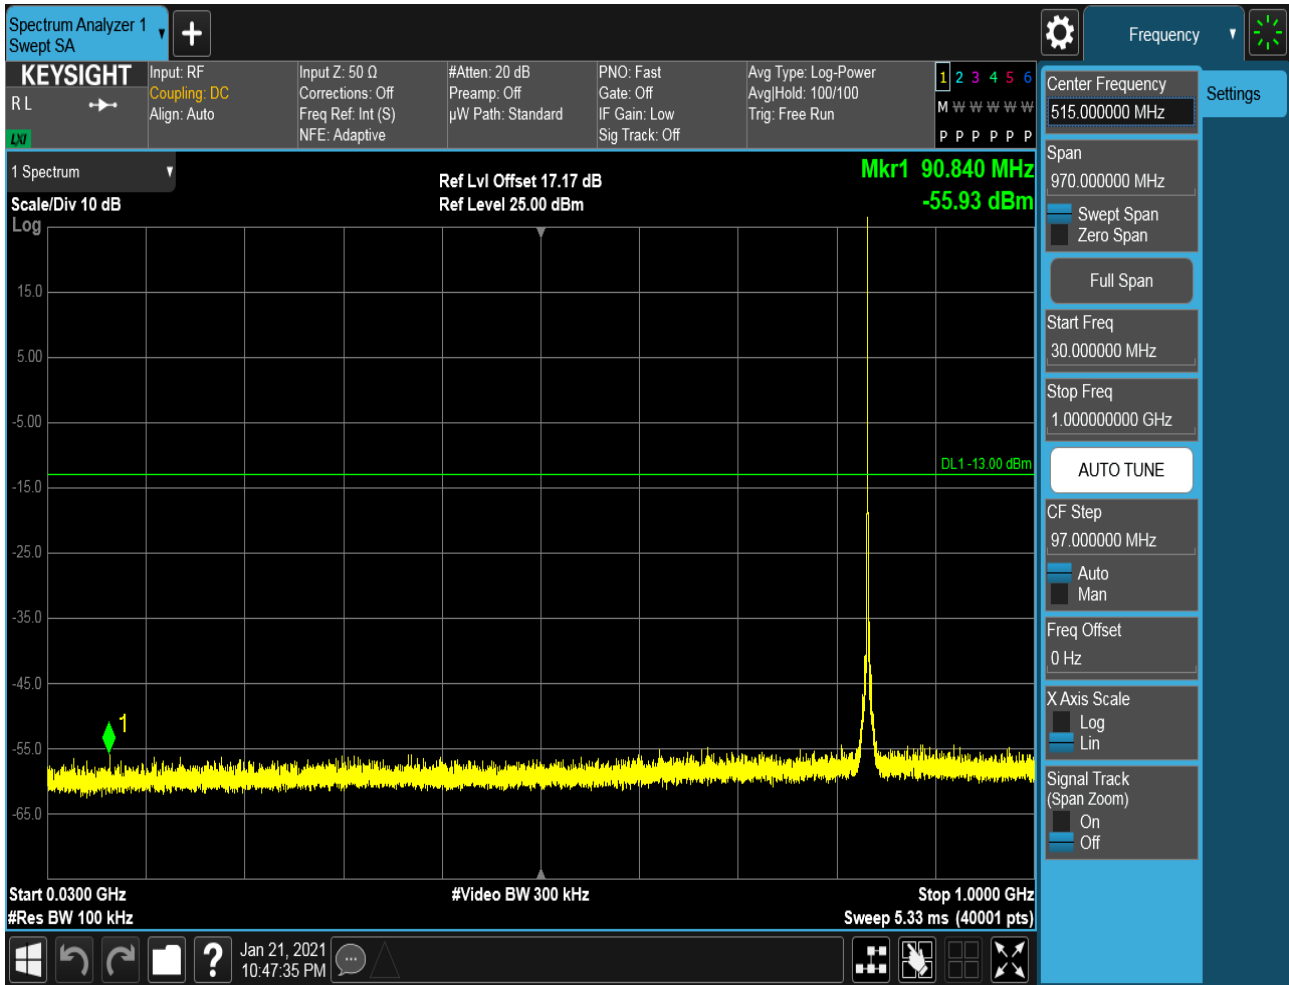 Spectrum Analyzer 1
Swept SA
Frequency
KEYSIGHT
R L
LXI
Input: RF
Coupling: DC
Align: Auto
Input Z: 50 Ω
Corrections: Off
Freq Ref: Int (S)
NFE: Adaptive
#Atten: 20 dB
Preamp: Off
µW Path: Standard
PNO: Fast
Gate: Off
IF Gain: Low
Sig Track: Off
Avg Type: Log-Power
Avg|Hold: 100/100
Trig: Free Run
1 2 3 4 5 6
M W W W W W
P P P P P P
Center Frequency
515.000000 MHz
Settings
Span
970.000000 MHz
Swept Span
Zero Span
Full Span
Start Freq
30.000000 MHz
Stop Freq
1.000000000 GHz
AUTO TUNE
CF Step
97.000000 MHz
Auto
Man
Freq Offset
0 Hz
X Axis Scale
Log
Lin
Signal Track
(Span Zoom)
On
Off
1 Spectrum
Scale/Div 10 dB
Log
Ref Lvl Offset 17.17 dB
Ref Level 25.00 dBm
Mkr1 90.840 MHz
-55.93 dBm
15.0
5.00
-5.00
DL1 -13.00 dBm
-15.0
-25.0
-35.0
-45.0
1
-55.0
-65.0
Start 0.0300 GHz
#Video BW 300 kHz
Stop 1.0000 GHz
#Res BW 100 kHz
Sweep 5.33 ms (40001 pts)
?
Jan 21, 2021
10:47:35 PM